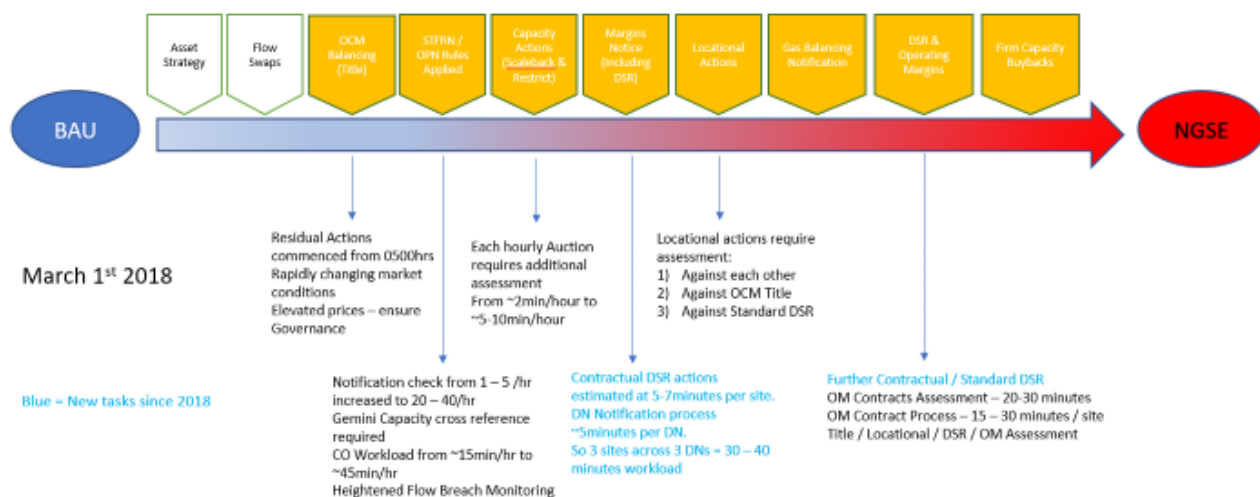 Asset
Strategy
Flow
Swaps
OCM
Balancing
(Title)
STFRN /
OPN Rules
Applied
Capacity
Actions
(Scaleback &
Restrict)
Margins
Notice
(Including
DSR)
Locational
Actions
Gas Balancing
Notification
DSR &
Operating
Margins
Firm Capacity
Buybacks
BAU
NGSE
March 1st 2018
Residual Actions
commenced from 0500hrs
Rapidly changing market
conditions
Elevated prices – ensure
Governance
Each hourly Auction
requires additional
assessment
From ~2min/hour to
~5-10min/hour
Locational actions require
assessment:
1) Against each other
2) Against OCM Title
3) Against Standard DSR
Blue = New tasks since 2018
Notification check from 1 – 5 /hr
increased to 20 – 40/hr
Gemini Capacity cross reference
required
CO Workload from ~15min/hr to
~45min/hr
Heightened Flow Breach Monitoring
Contractual DSR actions
estimated at 5-7minutes per site.
DN Notification process
~5minutes per DN.
So 3 sites across 3 DNs = 30 – 40
minutes workload
Further Contractual / Standard DSR
OM Contracts Assessment – 20-30 minutes
OM Contract Process – 15 – 30 minutes / site
Title / Locational / DSR / OM Assessment